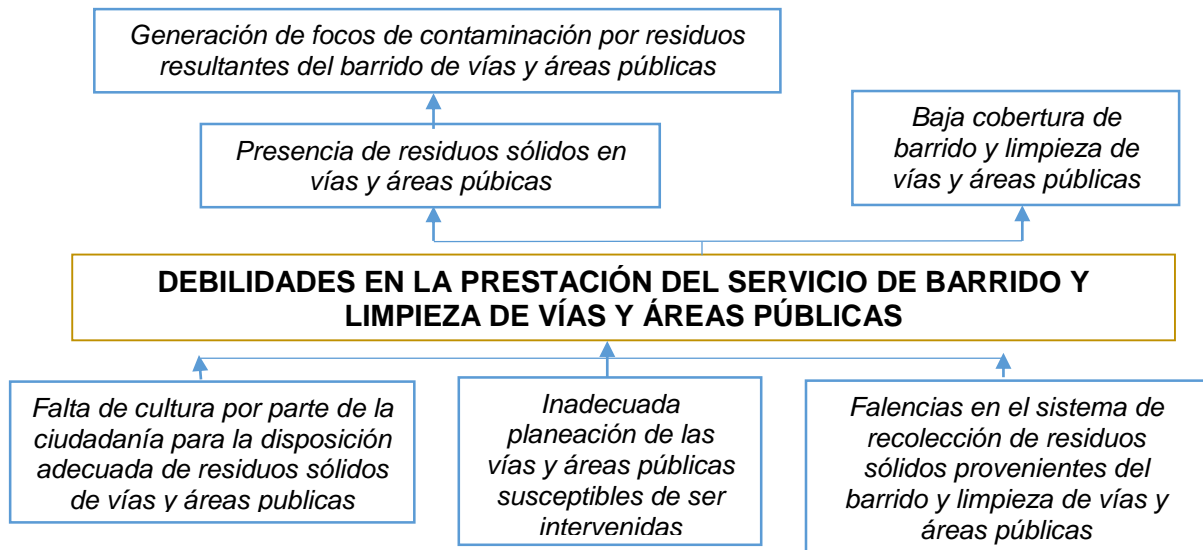 Generación de focos de contaminación por residuos
resultantes del barrido de vías y áreas públicas
Presencia de residuos sólidos en
vías y áreas púbicas
Baja cobertura de
barrido y limpieza de
vías y áreas públicas
DEBILIDADES EN LA PRESTACIÓN DEL SERVICIO DE BARRIDO Y
LIMPIEZA DE VÍAS Y ÁREAS PÚBLICAS
Falta de cultura por parte de la
ciudadanía para la disposición
adecuada de residuos sólidos
de vías y áreas publicas
Inadecuada
planeación de las
vías y áreas públicas
susceptibles de ser
intervenidas
Falencias en el sistema de
recolección de residuos
sólidos provenientes del
barrido y limpieza de vías y
áreas públicas